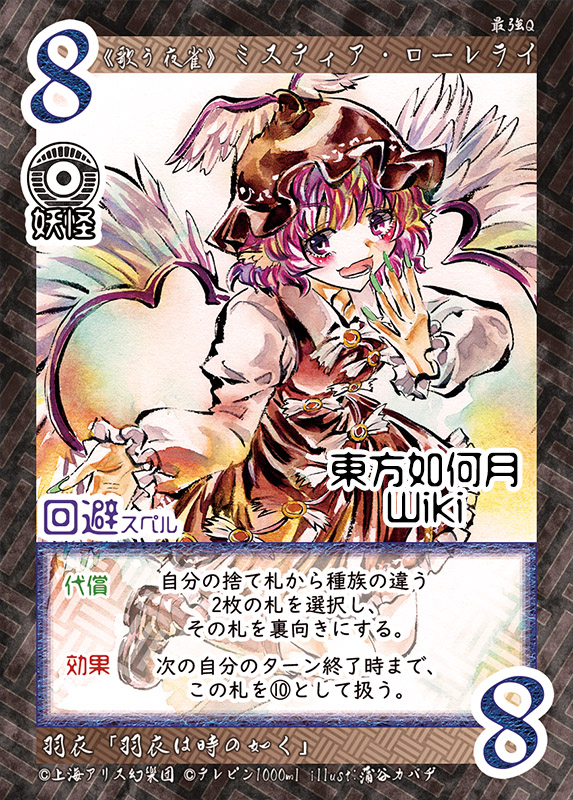 最強Q
8
《歌う夜雀》ミスティア・ローレライ
妖怪
東方如何月
Wiki
回避スペル
代償
自分の捨て札から種族の違う
2枚の札を選択し、
その札を裏向きにする。
効果
次の自分のターン終了時まで、
この札を⑩として扱う。
8
羽衣「羽衣は時の如く」
©上海アリス幻樂団 ©テレピン1000ml illust:蒲谷カバヂ